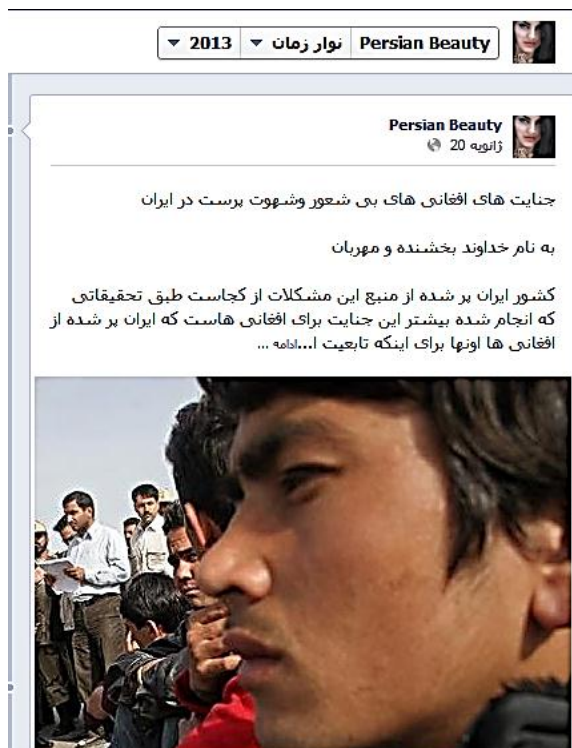 Persian Beauty نوار زمان 2013
Persian Beauty
ژانویه 20
جنایت های افغانی های بی شعور وشهوت پرست در ایران
به نام خداوند بخشنده و مهربان
کشور ایران پر شده از منبع این مشکلات از کجاست طبق تحقیقاتی
که انجام شده بیشتر این جنایت برای افغانی هاست که ایران پر شده از
افغانی ها اونها برای اینکه تابعیت ا...ادامه ...